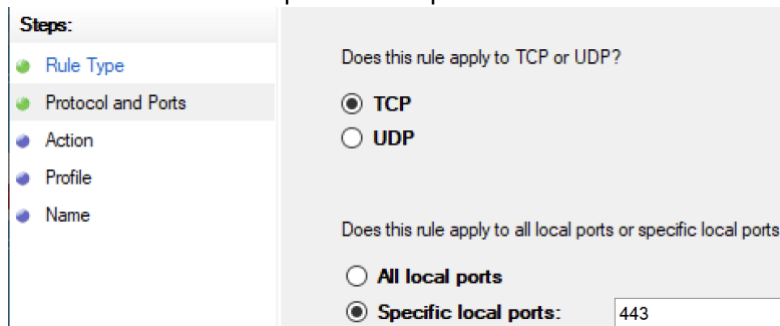 Steps:
Rule Type
Protocol and Ports
Action
Profile
Name
Does this rule apply to TCP or UDP?
TCP
UDP
Does this rule apply to all local ports or specific local ports
All local ports
Specific local ports: 443